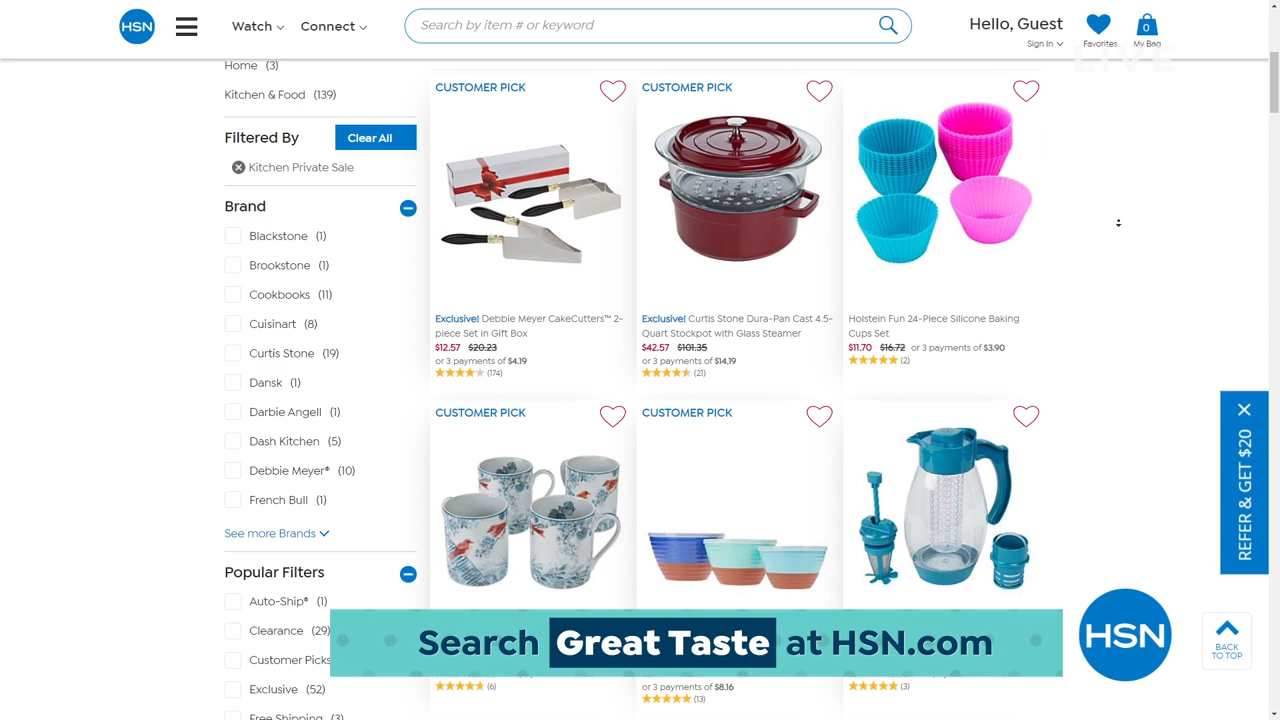 HSN
Watch
Connect
Search by item # or keyword
Hello, Guest
Sign In
Favorites
0
My Bag
LIVE
Home (3)
Kitchen & Food (139)
Filtered By
Clear All
Kitchen Private Sale
Brand
Blackstone (1)
Brookstone (1)
Cookbooks (11)
Cuisinart (8)
Curtis Stone (19)
Dansk (1)
Darbie Angell (1)
Dash Kitchen (5)
Debbie Meyer® (10)
French Bull (1)
See more Brands
Popular Filters
Auto-Ship® (1)
Clearance (29)
Customer Picks
Exclusive (52)
Free Shipping (3)
CUSTOMER PICK
Exclusive! Debbie Meyer CakeCutters™ 2-
piece Set in Gift Box
$12.57 $20.23
or 3 payments of $4.19
(174)
CUSTOMER PICK
Exclusive! Curtis Stone Dura-Pan Cast 4.5-
Quart Stockpot with Glass Steamer
$42.57 $101.35
or 3 payments of $14.19
(21)
Holstein Fun 24-Piece Silicone Baking
Cups Set
$11.70 $16.72 or 3 payments of $3.90
(2)
CUSTOMER PICK
(6)
CUSTOMER PICK
or 3 payments of $8.16
(13)
(3)
REFER & GET $20
Search Great Taste at HSN.com
HSN
BACK
TO TOP